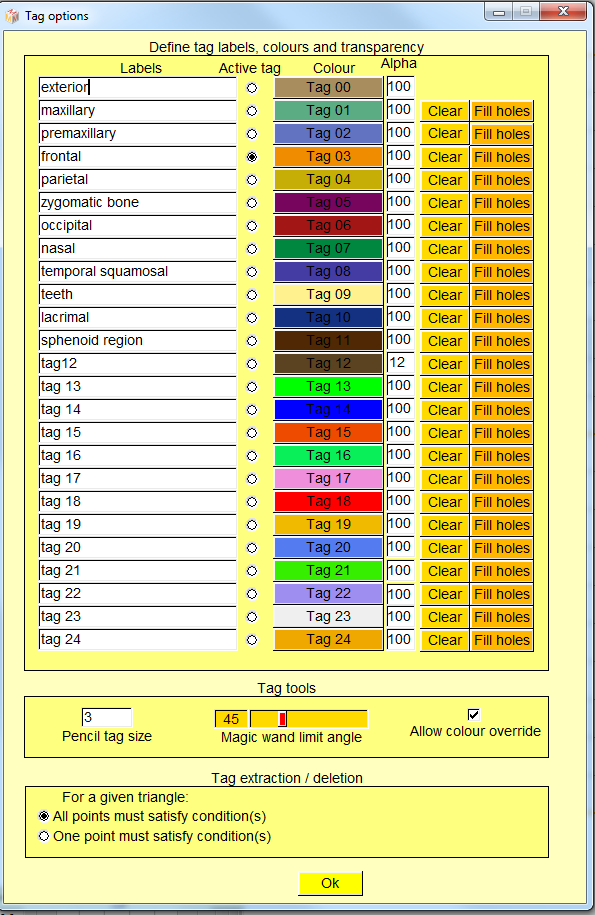 Tag options
Define tag labels, colours and transparency
Labels Active tag Colour Alpha
exterior Tag 00 100
maxillary Tag 01 100 Clear Fill holes
premaxillary Tag 02 100 Clear Fill holes
frontal Tag 03 100 Clear Fill holes
parietal Tag 04 100 Clear Fill holes
zygomatic bone Tag 05 100 Clear Fill holes
occipital Tag 06 100 Clear Fill holes
nasal Tag 07 100 Clear Fill holes
temporal squamosal Tag 08 100 Clear Fill holes
teeth Tag 09 100 Clear Fill holes
lacrimal Tag 10 100 Clear Fill holes
sphenoid region Tag 11 100 Clear Fill holes
tag12 Tag 12 12 Clear Fill holes
tag 13 Tag 13 100 Clear Fill holes
tag 14 Tag 14 100 Clear Fill holes
tag 15 Tag 15 100 Clear Fill holes
tag 16 Tag 16 100 Clear Fill holes
tag 17 Tag 17 100 Clear Fill holes
tag 18 Tag 18 100 Clear Fill holes
tag 19 Tag 19 100 Clear Fill holes
tag 20 Tag 20 100 Clear Fill holes
tag 21 Tag 21 100 Clear Fill holes
tag 22 Tag 22 100 Clear Fill holes
tag 23 Tag 23 100 Clear Fill holes
tag 24 Tag 24 100 Clear Fill holes
Tag tools
3 45
Pencil tag size Magic wand limit angle Allow colour override
Tag extraction / deletion
For a given triangle:
All points must satisfy condition(s)
One point must satisfy condition(s)
Ok